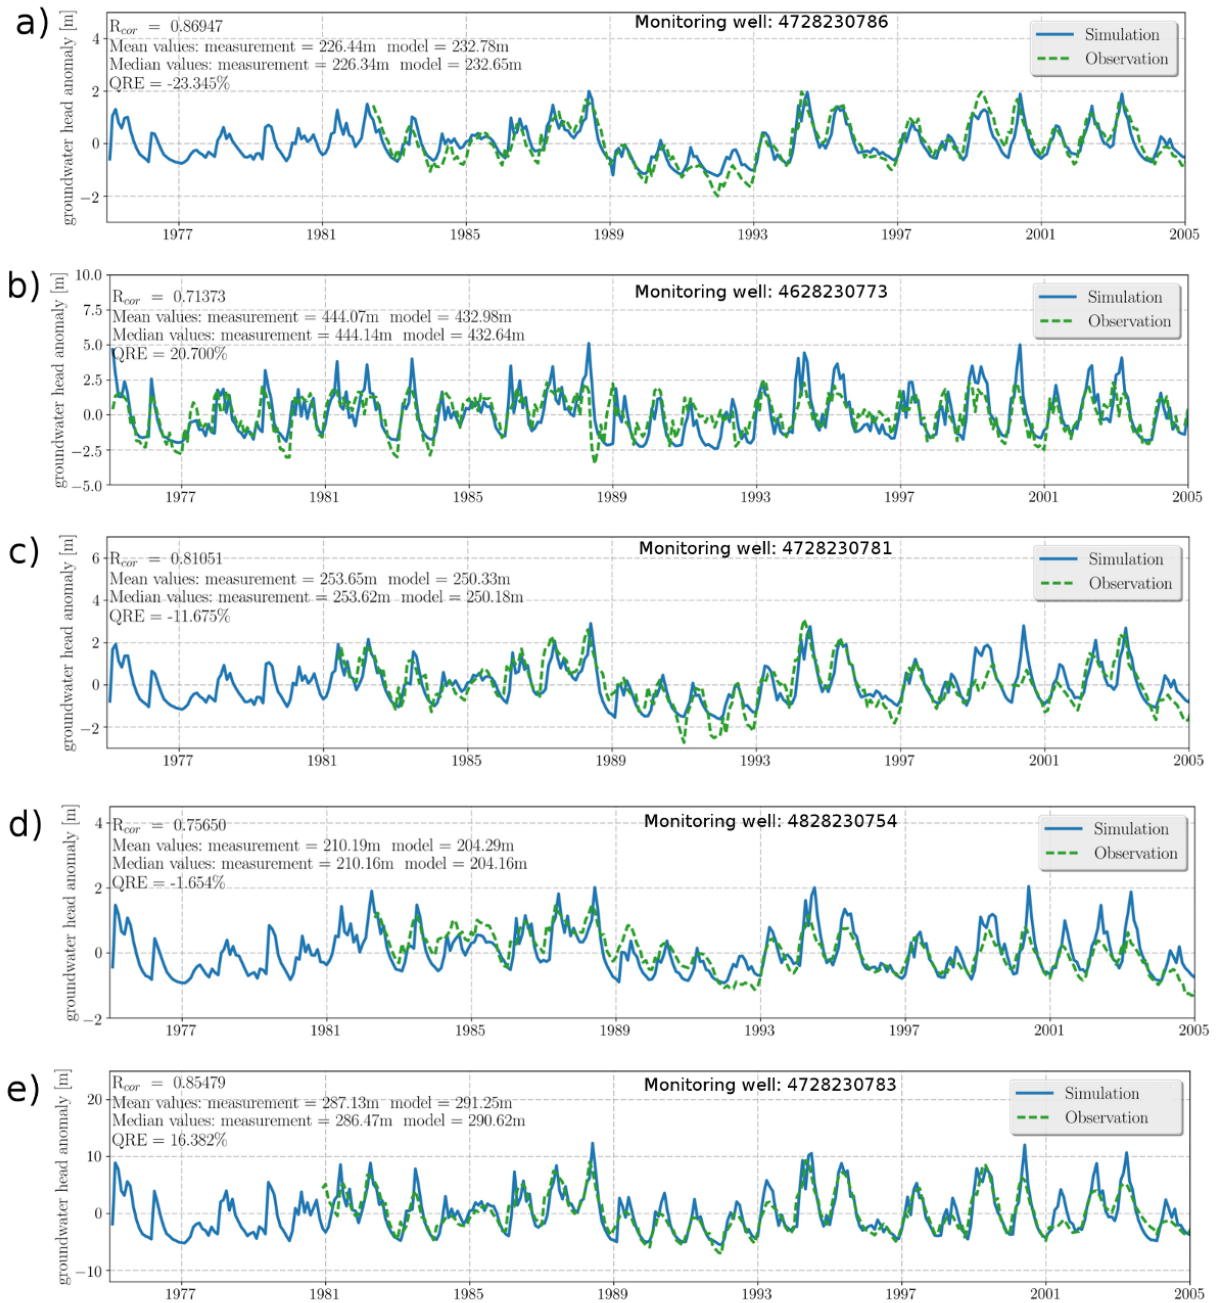 a)
groundwater head anomaly [m]
Monitoring well: 4728230786
R_cor = 0.86947
Mean values: measurement = 226.44m model = 232.78m
Median values: measurement = 226.34m model = 232.65m
QRE = -23.345%
Simulation
Observation
4
2
0
−2
1977 1981 1985 1989 1993 1997 2001 2005
b)
groundwater head anomaly [m]
Monitoring well: 4628230773
R_cor = 0.71373
Mean values: measurement = 444.07m model = 432.98m
Median values: measurement = 444.14m model = 432.64m
QRE = 20.700%
Simulation
Observation
10.0
7.5
5.0
2.5
0.0
−2.5
−5.0
1977 1981 1985 1989 1993 1997 2001 2005
c)
groundwater head anomaly [m]
Monitoring well: 4728230781
R_cor = 0.81051
Mean values: measurement = 253.65m model = 250.33m
Median values: measurement = 253.62m model = 250.18m
QRE = -11.675%
Simulation
Observation
6
4
2
0
−2
1977 1981 1985 1989 1993 1997 2001 2005
d)
groundwater head anomaly [m]
Monitoring well: 4828230754
R_cor = 0.75650
Mean values: measurement = 210.19m model = 204.29m
Median values: measurement = 210.16m model = 204.16m
QRE = -1.654%
Simulation
Observation
4
2
0
−2
1977 1981 1985 1989 1993 1997 2001 2005
e)
groundwater head anomaly [m]
Monitoring well: 4728230783
R_cor = 0.85479
Mean values: measurement = 287.13m model = 291.25m
Median values: measurement = 286.47m model = 290.62m
QRE = 16.382%
Simulation
Observation
20
10
0
−10
1977 1981 1985 1989 1993 1997 2001 2005